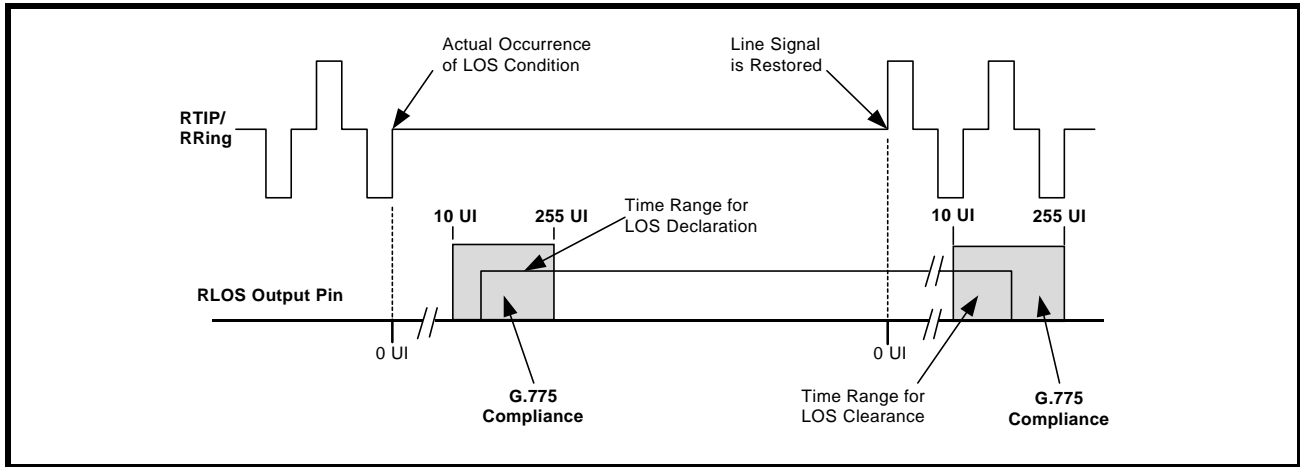 Actual Occurrence
of LOS Condition
Line Signal
is Restored
RTIP/
RRing
10 UI
255 UI
Time Range for
LOS Declaration
10 UI
255 UI
RLOS Output Pin
0 UI
0 UI
G.775
Compliance
Time Range for
LOS Clearance
G.775
Compliance